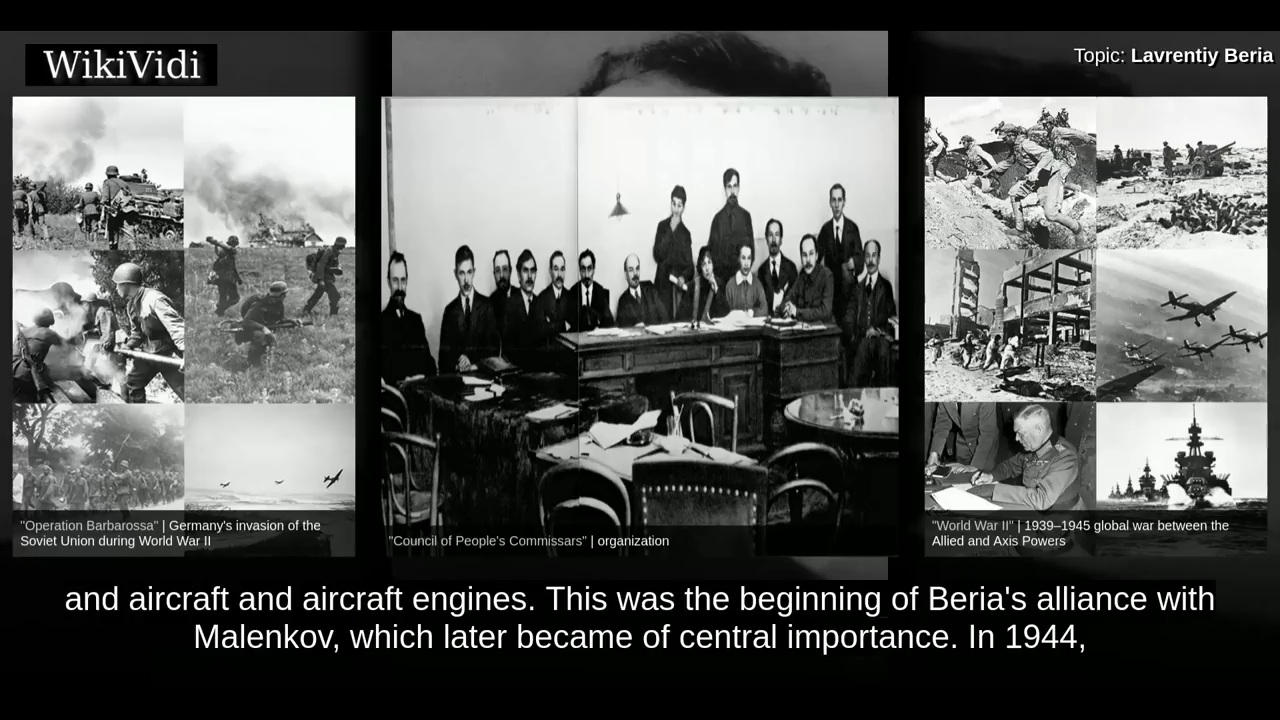 WikiVidi
Topic: Lavrentiy Beria
"Operation Barbarossa" | Germany's invasion of the
Soviet Union during World War II
"Council of People's Commissars" | organization
"World War II" | 1939–1945 global war between the
Allied and Axis Powers
and aircraft and aircraft engines. This was the beginning of Beria's alliance with
Malenkov, which later became of central importance. In 1944,